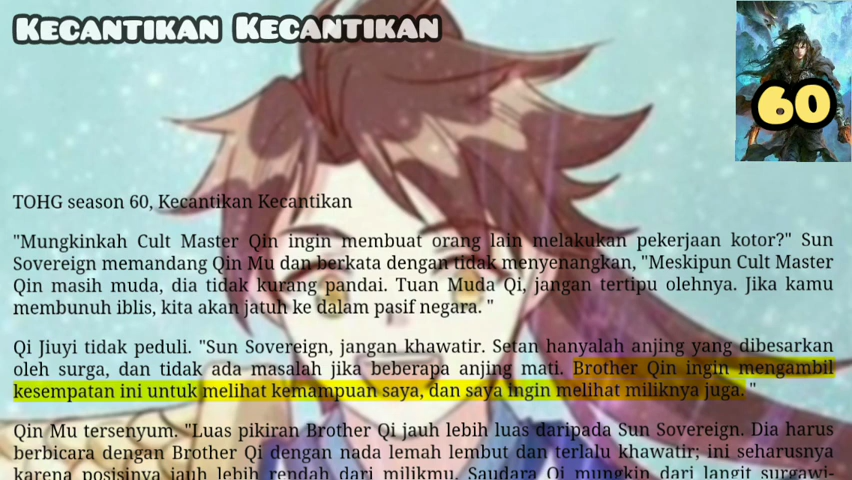 Kecantikan Kecantikan
60
TOHG season 60, Kecantikan Kecantikan
"Mungkinkah Cult Master Qin ingin membuat orang lain melakukan pekerjaan kotor?" Sun
Sovereign memandang Qin Mu dan berkata dengan tidak menyenangkan, "Meskipun Cult Master
Qin masih muda, dia tidak kurang pandai. Tuan Muda Qi, jangan tertipu olehnya. Jika kamu
membunuh iblis, kita akan jatuh ke dalam pasif negara. "
Qi Jiuyi tidak peduli. "Sun Sovereign, jangan khawatir. Setan hanyalah anjing yang dibesarkan
oleh surga, dan tidak ada masalah jika beberapa anjing mati. Brother Qin ingin mengambil
kesempatan ini untuk melihat kemampuan saya, dan saya ingin melihat miliknya juga. "
Qin Mu tersenyum. "Luas pikiran Brother Qi jauh lebih luas daripada Sun Sovereign. Dia harus
berbicara dengan Brother Qi dengan nada lemah lembut dan terlalu khawatir; ini seharusnya
karena posisinya jauh lebih rendah dari milikmu. Saudara Qi mungkin dari langit surgawi-